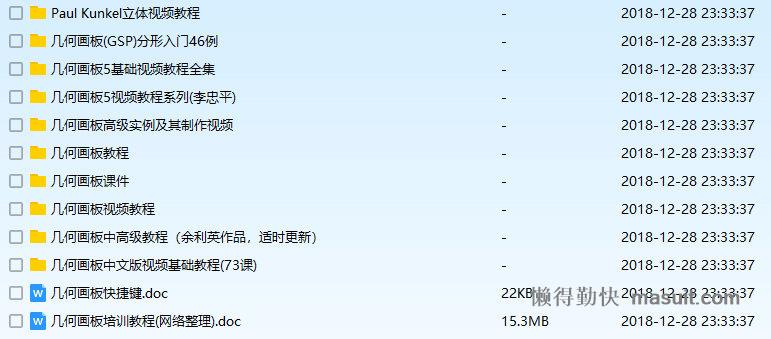 Paul Kunkel立体视频教程 - 2018-12-28 23:33:37
几何画板(GSP)分形入门46例 - 2018-12-28 23:33:37
几何画板5基础视频教程全集 - 2018-12-28 23:33:37
几何画板5视频教程系列(李忠平) - 2018-12-28 23:33:37
几何画板高级实例及其制作视频 - 2018-12-28 23:33:37
几何画板教程 - 2018-12-28 23:33:37
几何画板课件 - 2018-12-28 23:33:37
几何画板视频教程 - 2018-12-28 23:33:37
几何画板中高级教程（余利英作品，适时更新） - 2018-12-28 23:33:37
几何画板中文版视频基础教程(73课) - 2018-12-28 23:33:37
W 几何画板快捷键.doc 22KB 2018-12-28 23:33:37
懒得勤快 masuit.com
W 几何画板培训教程(网络整理).doc 15.3MB 2018-12-28 23:33:37